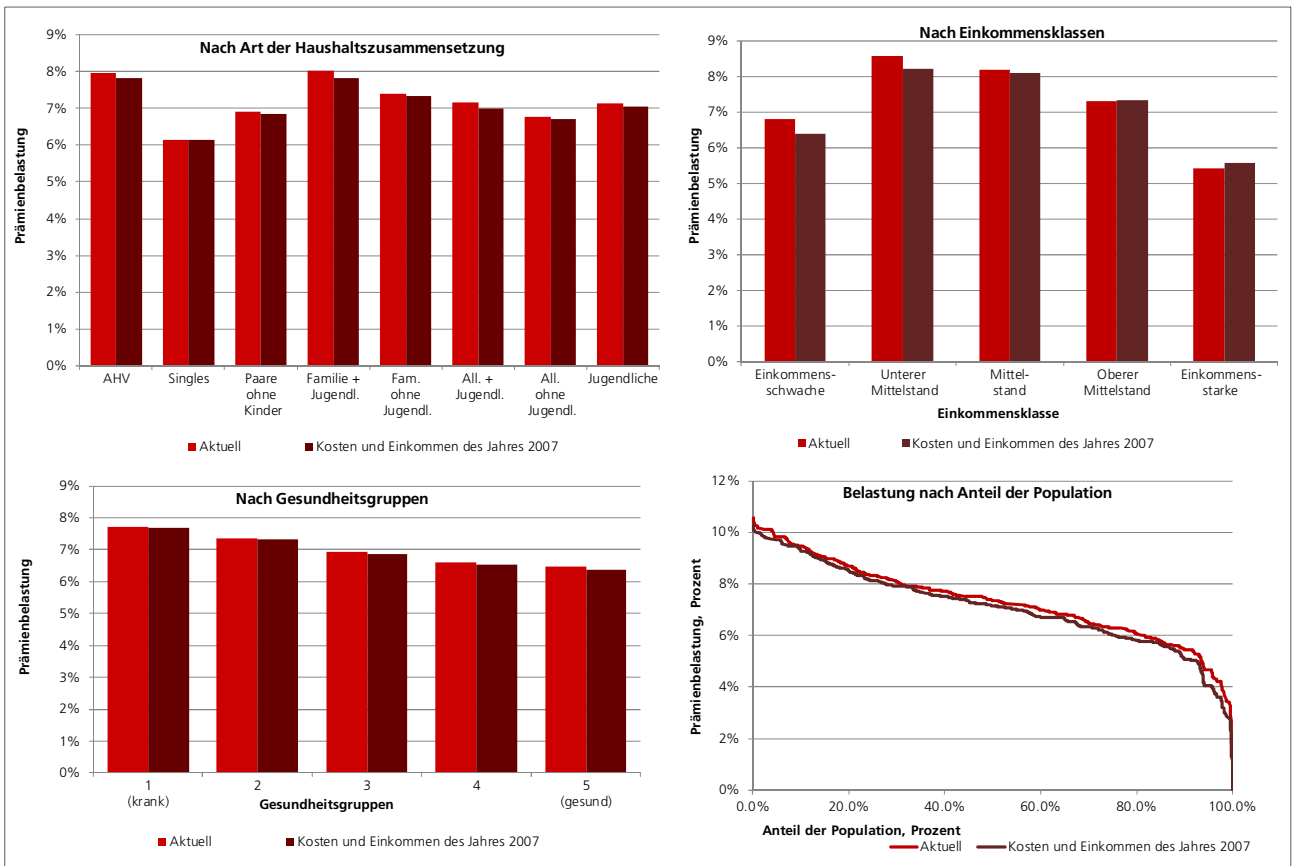 Nach Art der Haushaltszusammensetzung
9%
8%
7%
6%
5%
4%
3%
2%
1%
0%
Prämienbelastung
AHV
Singles
Paare
ohne
Kinder
Familie +
Jugendl.
Fam.
ohne
Jugendl.
All. +
Jugendl.
All.
ohne
Jugendl.
Jugendliche
Aktuell
Kosten und Einkommen des Jahres 2007
Nach Einkommensklassen
9%
8%
7%
6%
5%
4%
3%
2%
1%
0%
Prämienbelastung
Einkommens-
schwache
Unterer
Mittelstand
Mittel-
stand
Oberer
Mittelstand
Einkommens-
starke
Einkommensklasse
Aktuell
Kosten und Einkommen des Jahres 2007
Nach Gesundheitsgruppen
9%
8%
7%
6%
5%
4%
3%
2%
1%
0%
Prämienbelastung
1
(krank)
2
3
4
5
(gesund)
Gesundheitsgruppen
Aktuell
Kosten und Einkommen des Jahres 2007
Belastung nach Anteil der Population
12%
10%
8%
6%
4%
2%
0%
Prämienbelastung, Prozent
0.0%
20.0%
40.0%
60.0%
80.0%
100.0%
Anteil der Population, Prozent
Aktuell
Kosten und Einkommen des Jahres 2007